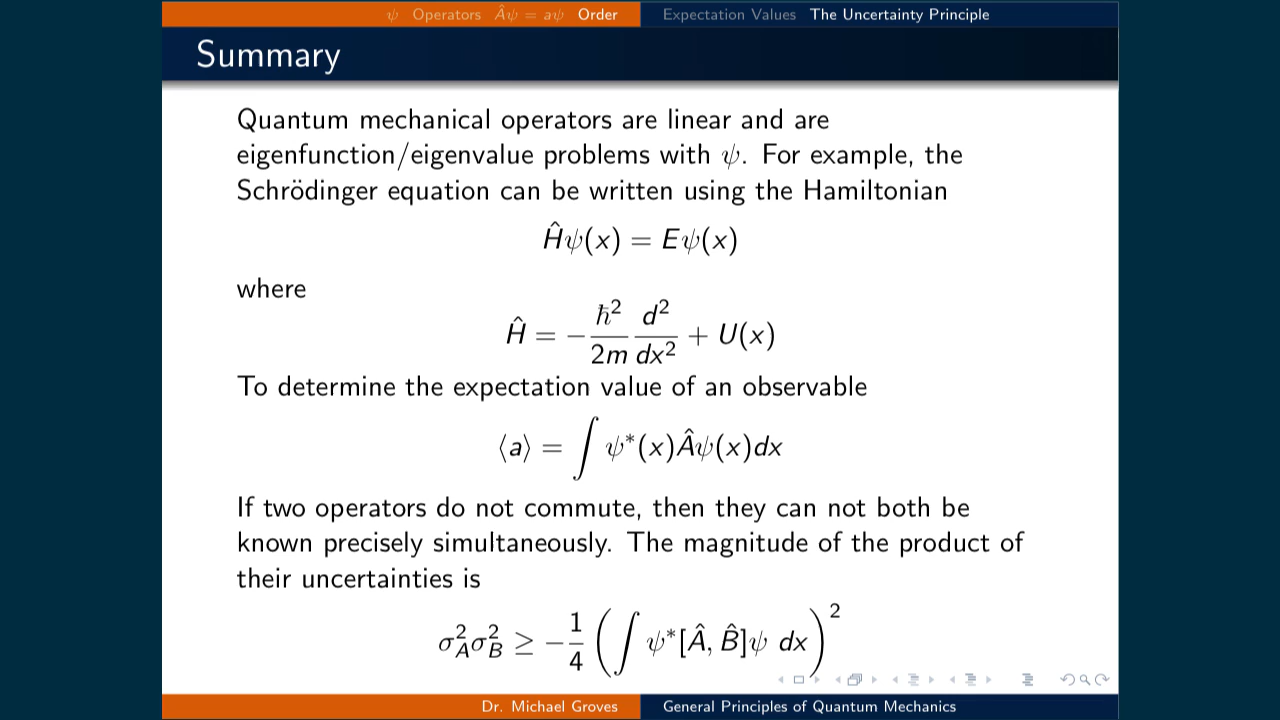 ψ Operators Âψ = aψ Order Expectation Values The Uncertainty Principle
Summary
Quantum mechanical operators are linear and are
eigenfunction/eigenvalue problems with ψ. For example, the
Schrödinger equation can be written using the Hamiltonian
Ĥψ(x) = Eψ(x)
where
Ĥ = −ħ²/2m d²/dx² + U(x)
To determine the expectation value of an observable
⟨a⟩ = ∫ ψ*(x)Âψ(x)dx
If two operators do not commute, then they can not both be
known precisely simultaneously. The magnitude of the product of
their uncertainties is
σ²_A σ²_B ≥ −1/4 (∫ ψ*[Â, B̂]ψ dx)²
Dr. Michael Groves General Principles of Quantum Mechanics